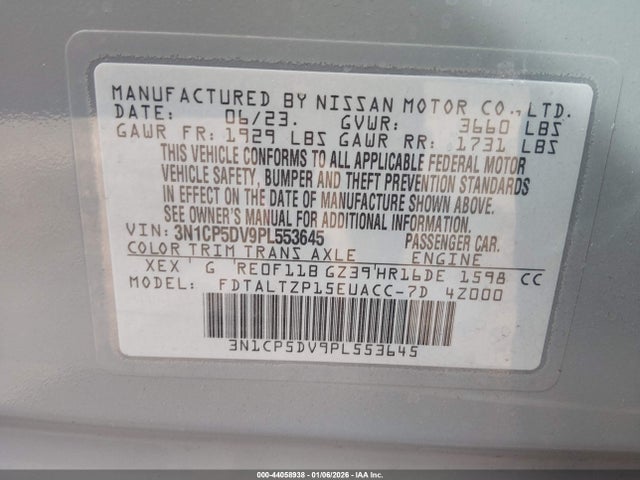 MANUFACTURED BY NISSAN MOTOR CO., LTD.
DATE: 06/23. GVWR: 3660 LBS
GAWR FR: 1929 LBS GAWR RR: 1731 LBS
THIS VEHICLE CONFORMS TO ALL APPLICABLE FEDERAL MOTOR
VEHICLE SAFETY, BUMPER AND THEFT PREVENTION STANDARDS
IN EFFECT ON THE DATE OF MANUFACTURE SHOWN ABOVE.
SEE OWNER'S MANUAL FOR ADDITIONAL INFORMATION.
VIN: 3N1CP5DV9PL553645 PASSENGER CAR.
COLOR TRIM TRANS AXLE ENGINE
XEX' G 'RE0F11B GZ39'HR16DE 1598 CC
MODEL: FDTALTZP15EUACC-7D 4Z000
3N1CP5DV9PL553645
000-44058938 - 01/06/2026 - IAA Inc.